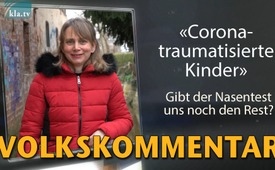 kla.tv
«Corona-
traumatisierte
Kinder»
Gibt der Nasentest
uns noch den Rest?
VOLKSKOMMENTAR